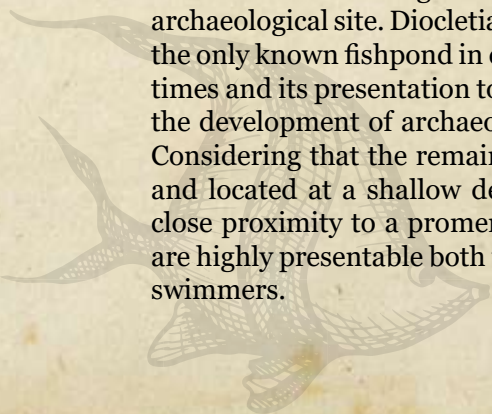 archaeological site. Diocletia
the only known fishpond in
times and its presentation to
the development of archaeo
Considering that the remain
and located at a shallow de
close proximity to a promen
are highly presentable both
swimmers.